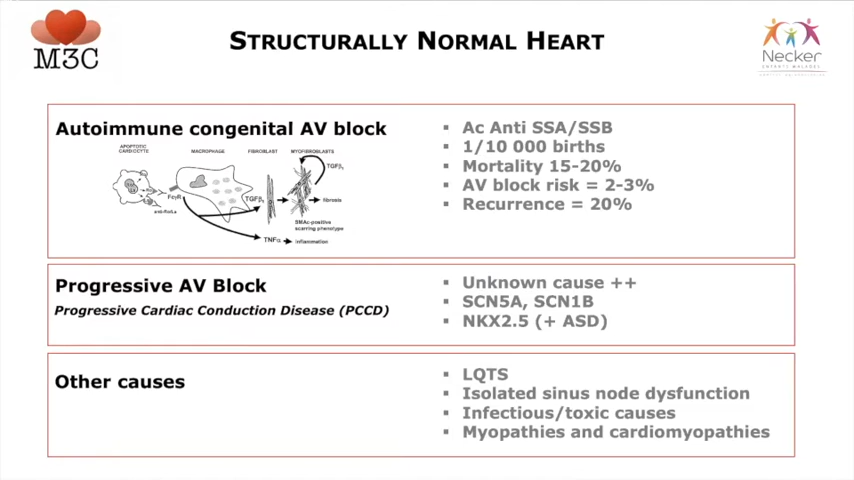 M3C
STRUCTURALLY NORMAL HEART
Necker
ENFANTS MALADES
Autoimmune congenital AV block
APOPTOTIC
CARDIOCYTE
MACROPHAGE
FIBROBLAST
MYOFIBROBLASTS
TGFβ
FcγR
TGFβ
fibrosis
anti-Ro/La
SMAc-positive
scarring phenotype
TNFα
inflammation
▪ Ac Anti SSA/SSB
▪ 1/10 000 births
▪ Mortality 15-20%
▪ AV block risk = 2-3%
▪ Recurrence = 20%
Progressive AV Block
Progressive Cardiac Conduction Disease (PCCD)
▪ Unknown cause ++
▪ SCN5A, SCN1B
▪ NKX2.5 (+ ASD)
Other causes
▪ LQTS
▪ Isolated sinus node dysfunction
▪ Infectious/toxic causes
▪ Myopathies and cardiomyopathies